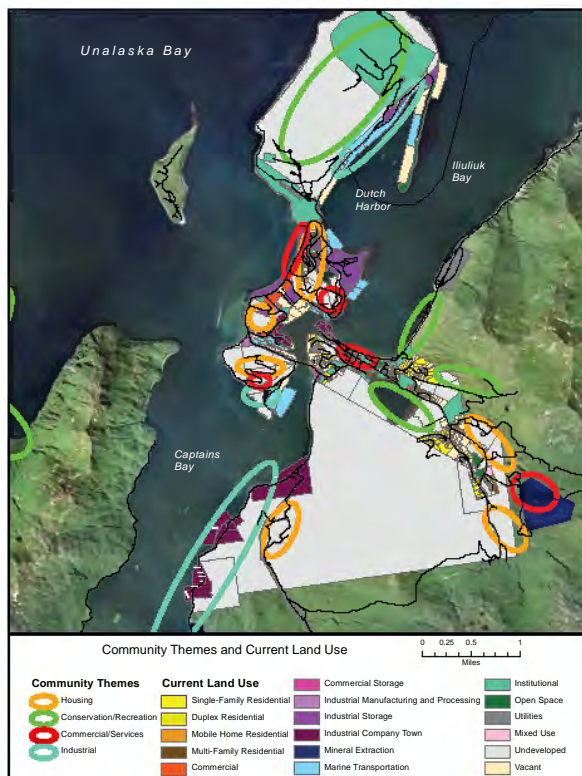 Unalaska Bay
Iliuliuk
Bay
Dutch
Harbor
Captains
Bay
Community Themes and Current Land Use
0 0.25 0.5 1
Miles
Community Themes
Housing
Conservation/Recreation
Commercial/Services
Industrial
Current Land Use
Single-Family Residential
Duplex Residential
Mobile Home Residential
Multi-Family Residential
Commercial
Commercial Storage
Industrial Manufacturing and Processing
Industrial Storage
Industrial Company Town
Mineral Extraction
Marine Transportation
Institutional
Open Space
Utilities
Mixed Use
Undeveloped
Vacant